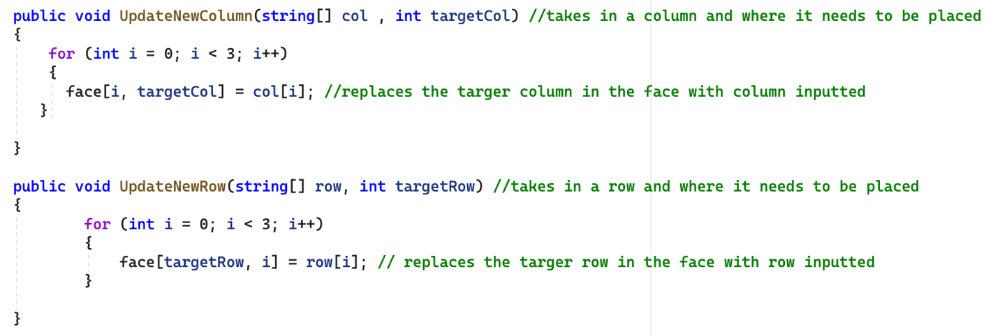 public void UpdateNewColumn(string[] col , int targetCol) //takes in a column and where it needs to be placed
{
for (int i = 0; i < 3; i++)
{
face[i, targetCol] = col[i]; //replaces the targer column in the face with column inputted
}
}
public void UpdateNewRow(string[] row, int targetRow) //takes in a row and where it needs to be placed
{
for (int i = 0; i < 3; i++)
{
face[targetRow, i] = row[i]; // replaces the targer row in the face with row inputted
}
}